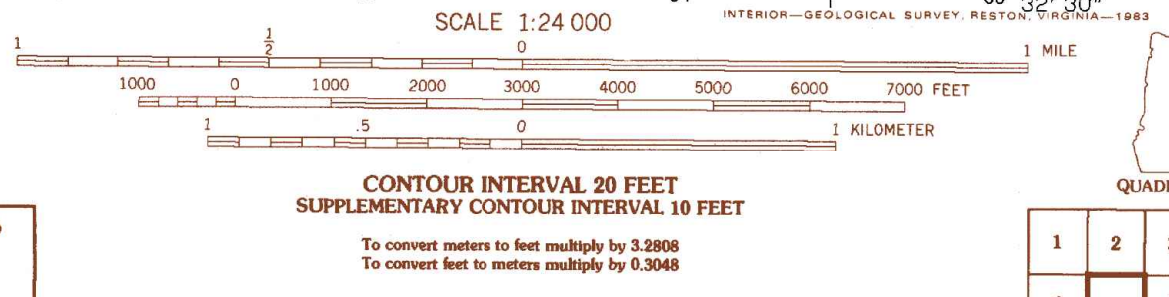 32' 30"
SCALE 1:24 000
INTERIOR—GEOLOGICAL SURVEY, RESTON, VIRGINIA—1983
1 1/2 0 1 MILE
1000 0 1000 2000 3000 4000 5000 6000 7000 FEET
1 .5 0 1 KILOMETER
CONTOUR INTERVAL 20 FEET
SUPPLEMENTARY CONTOUR INTERVAL 10 FEET
To convert meters to feet multiply by 3.2808
To convert feet to meters multiply by 0.3048
QUAD
1 2